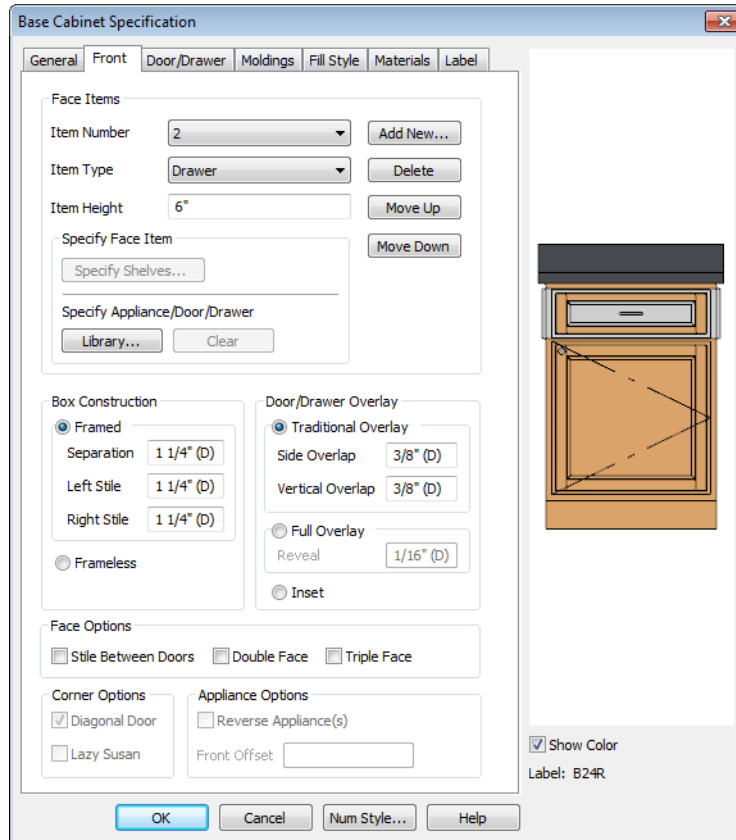 Base Cabinet Specification
General Front Door/Drawer Moldings Fill Style Materials Label
Face Items
Item Number 2 Add New...
Item Type Drawer Delete
Item Height 6" Move Up
Specify Face Item Move Down
Specify Shelves...
Specify Appliance/Door/Drawer
Library... Clear
Box Construction Door/Drawer Overlay
Framed Traditional Overlay
Separation 1 1/4" (D) Side Overlap 3/8" (D)
Left Stile 1 1/4" (D) Vertical Overlap 3/8" (D)
Right Stile 1 1/4" (D) Full Overlay
Reveal 1/16" (D)
Frameless
Inset
Face Options
Stile Between Doors Double Face Triple Face
Corner Options Appliance Options
Diagonal Door Reverse Appliance(s)
Lazy Susan Front Offset
Show Color
Label: B24R
OK Cancel Num Style... Help